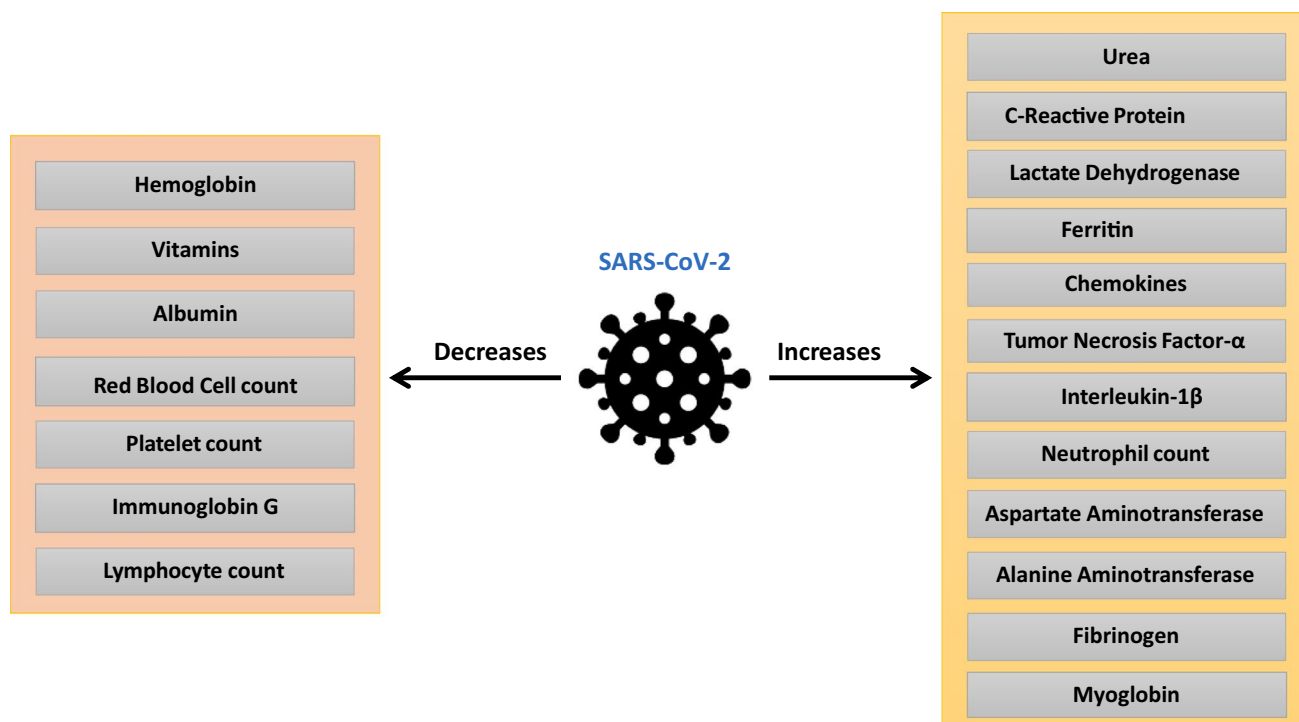 Hemoglobin
Vitamins
Albumin
Red Blood Cell count
Platelet count
Immunoglobin G
Lymphocyte count
SARS-CoV-2
Decreases
Increases
Urea
C-Reactive Protein
Lactate Dehydrogenase
Ferritin
Chemokines
Tumor Necrosis Factor-α
Interleukin-1β
Neutrophil count
Aspartate Aminotransferase
Alanine Aminotransferase
Fibrinogen
Myoglobin